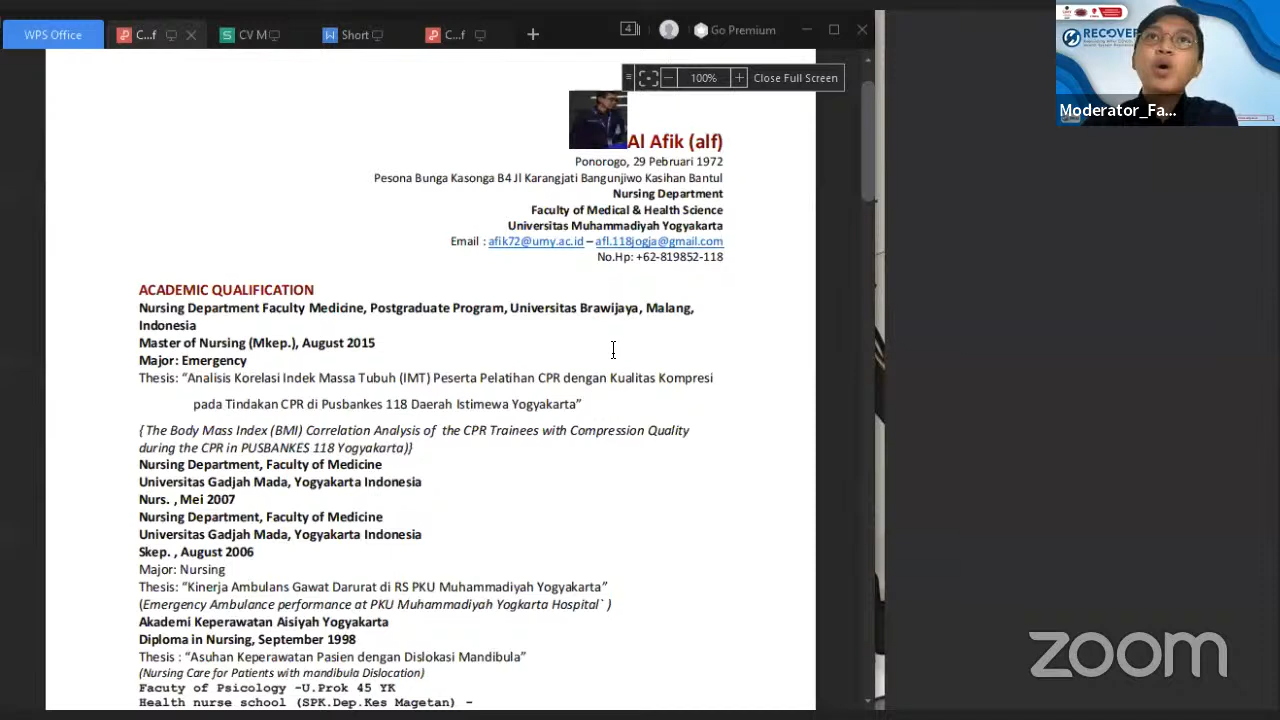 WPS Office
C...f
CV M
Short
C...f
4
Go Premium
100%
Close Full Screen
RECOVER
Moderator_Fa...
Al Afik (alf)
Ponorogo, 29 Pebruari 1972
Pesona Bunga Kasonga B4 Jl Karangjati Bangunjiwo Kasihan Bantul
Nursing Department
Faculty of Medical & Health Science
Universitas Muhammadiyah Yogyakarta
Email : afik72@umy.ac.id – afl.118jogja@gmail.com
No.Hp: +62-819852-118
ACADEMIC QUALIFICATION
Nursing Department Faculty Medicine, Postgraduate Program, Universitas Brawijaya, Malang,
Indonesia
Master of Nursing (Mkep.), August 2015
Major: Emergency
Thesis: “Analisis Korelasi Indek Massa Tubuh (IMT) Peserta Pelatihan CPR dengan Kualitas Kompresi
pada Tindakan CPR di Pusbankes 118 Daerah Istimewa Yogyakarta”
{ The Body Mass Index (BMI) Correlation Analysis of the CPR Trainees with Compression Quality
during the CPR in PUSBANKES 118 Yogyakarta)}
Nursing Department, Faculty of Medicine
Universitas Gadjah Mada, Yogyakarta Indonesia
Nurs. , Mei 2007
Nursing Department, Faculty of Medicine
Universitas Gadjah Mada, Yogyakarta Indonesia
Skep. , August 2006
Major: Nursing
Thesis: “Kinerja Ambulans Gawat Darurat di RS PKU Muhammadiyah Yogyakarta”
(Emergency Ambulance performance at PKU Muhammadiyah Yogkarta Hospital` )
Akademi Keperawatan Aisiyah Yogyakarta
Diploma in Nursing, September 1998
Thesis : “Asuhan Keperawatan Pasien dengan Dislokasi Mandibula”
(Nursing Care for Patients with mandibula Dislocation)
Facuty of Psicology -U.Prok 45 YK
Health nurse school (SPK.Dep.Kes Magetan) -
zoom